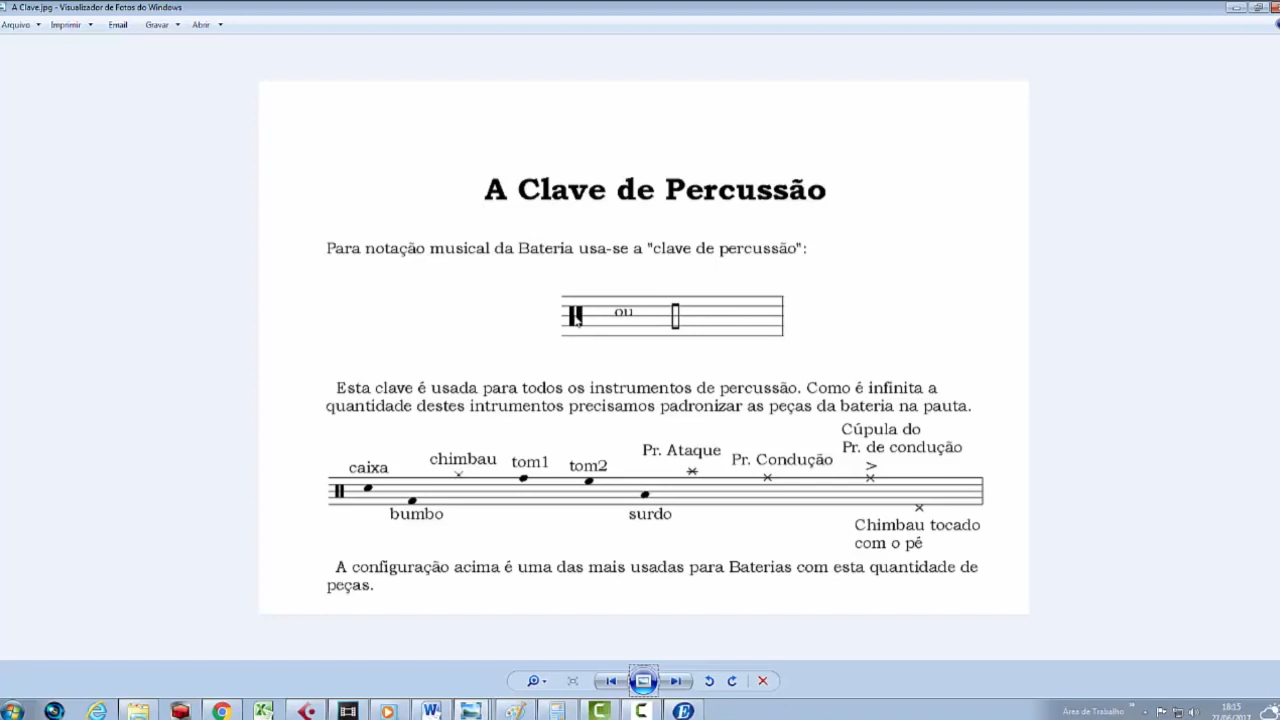 A Clave.jpg - Visualizador de Fotos do Windows
Arquivo Imprimir Email Gravar Abrir
A Clave de Percussão
Para notação musical da Bateria usa-se a "clave de percussão":
ou
Esta clave é usada para todos os instrumentos de percussão. Como é infinita a
quantidade destes intrumentos precisamos padronizar as peças da bateria na pauta.
Cúpula do
Pr. de condução
caixa chimbau tom1 tom2 Pr. Ataque Pr. Condução
bumbo surdo
Chimbau tocado
com o pé
A configuração acima é uma das mais usadas para Baterias com esta quantidade de
peças.
Área de Trabalho
18:15